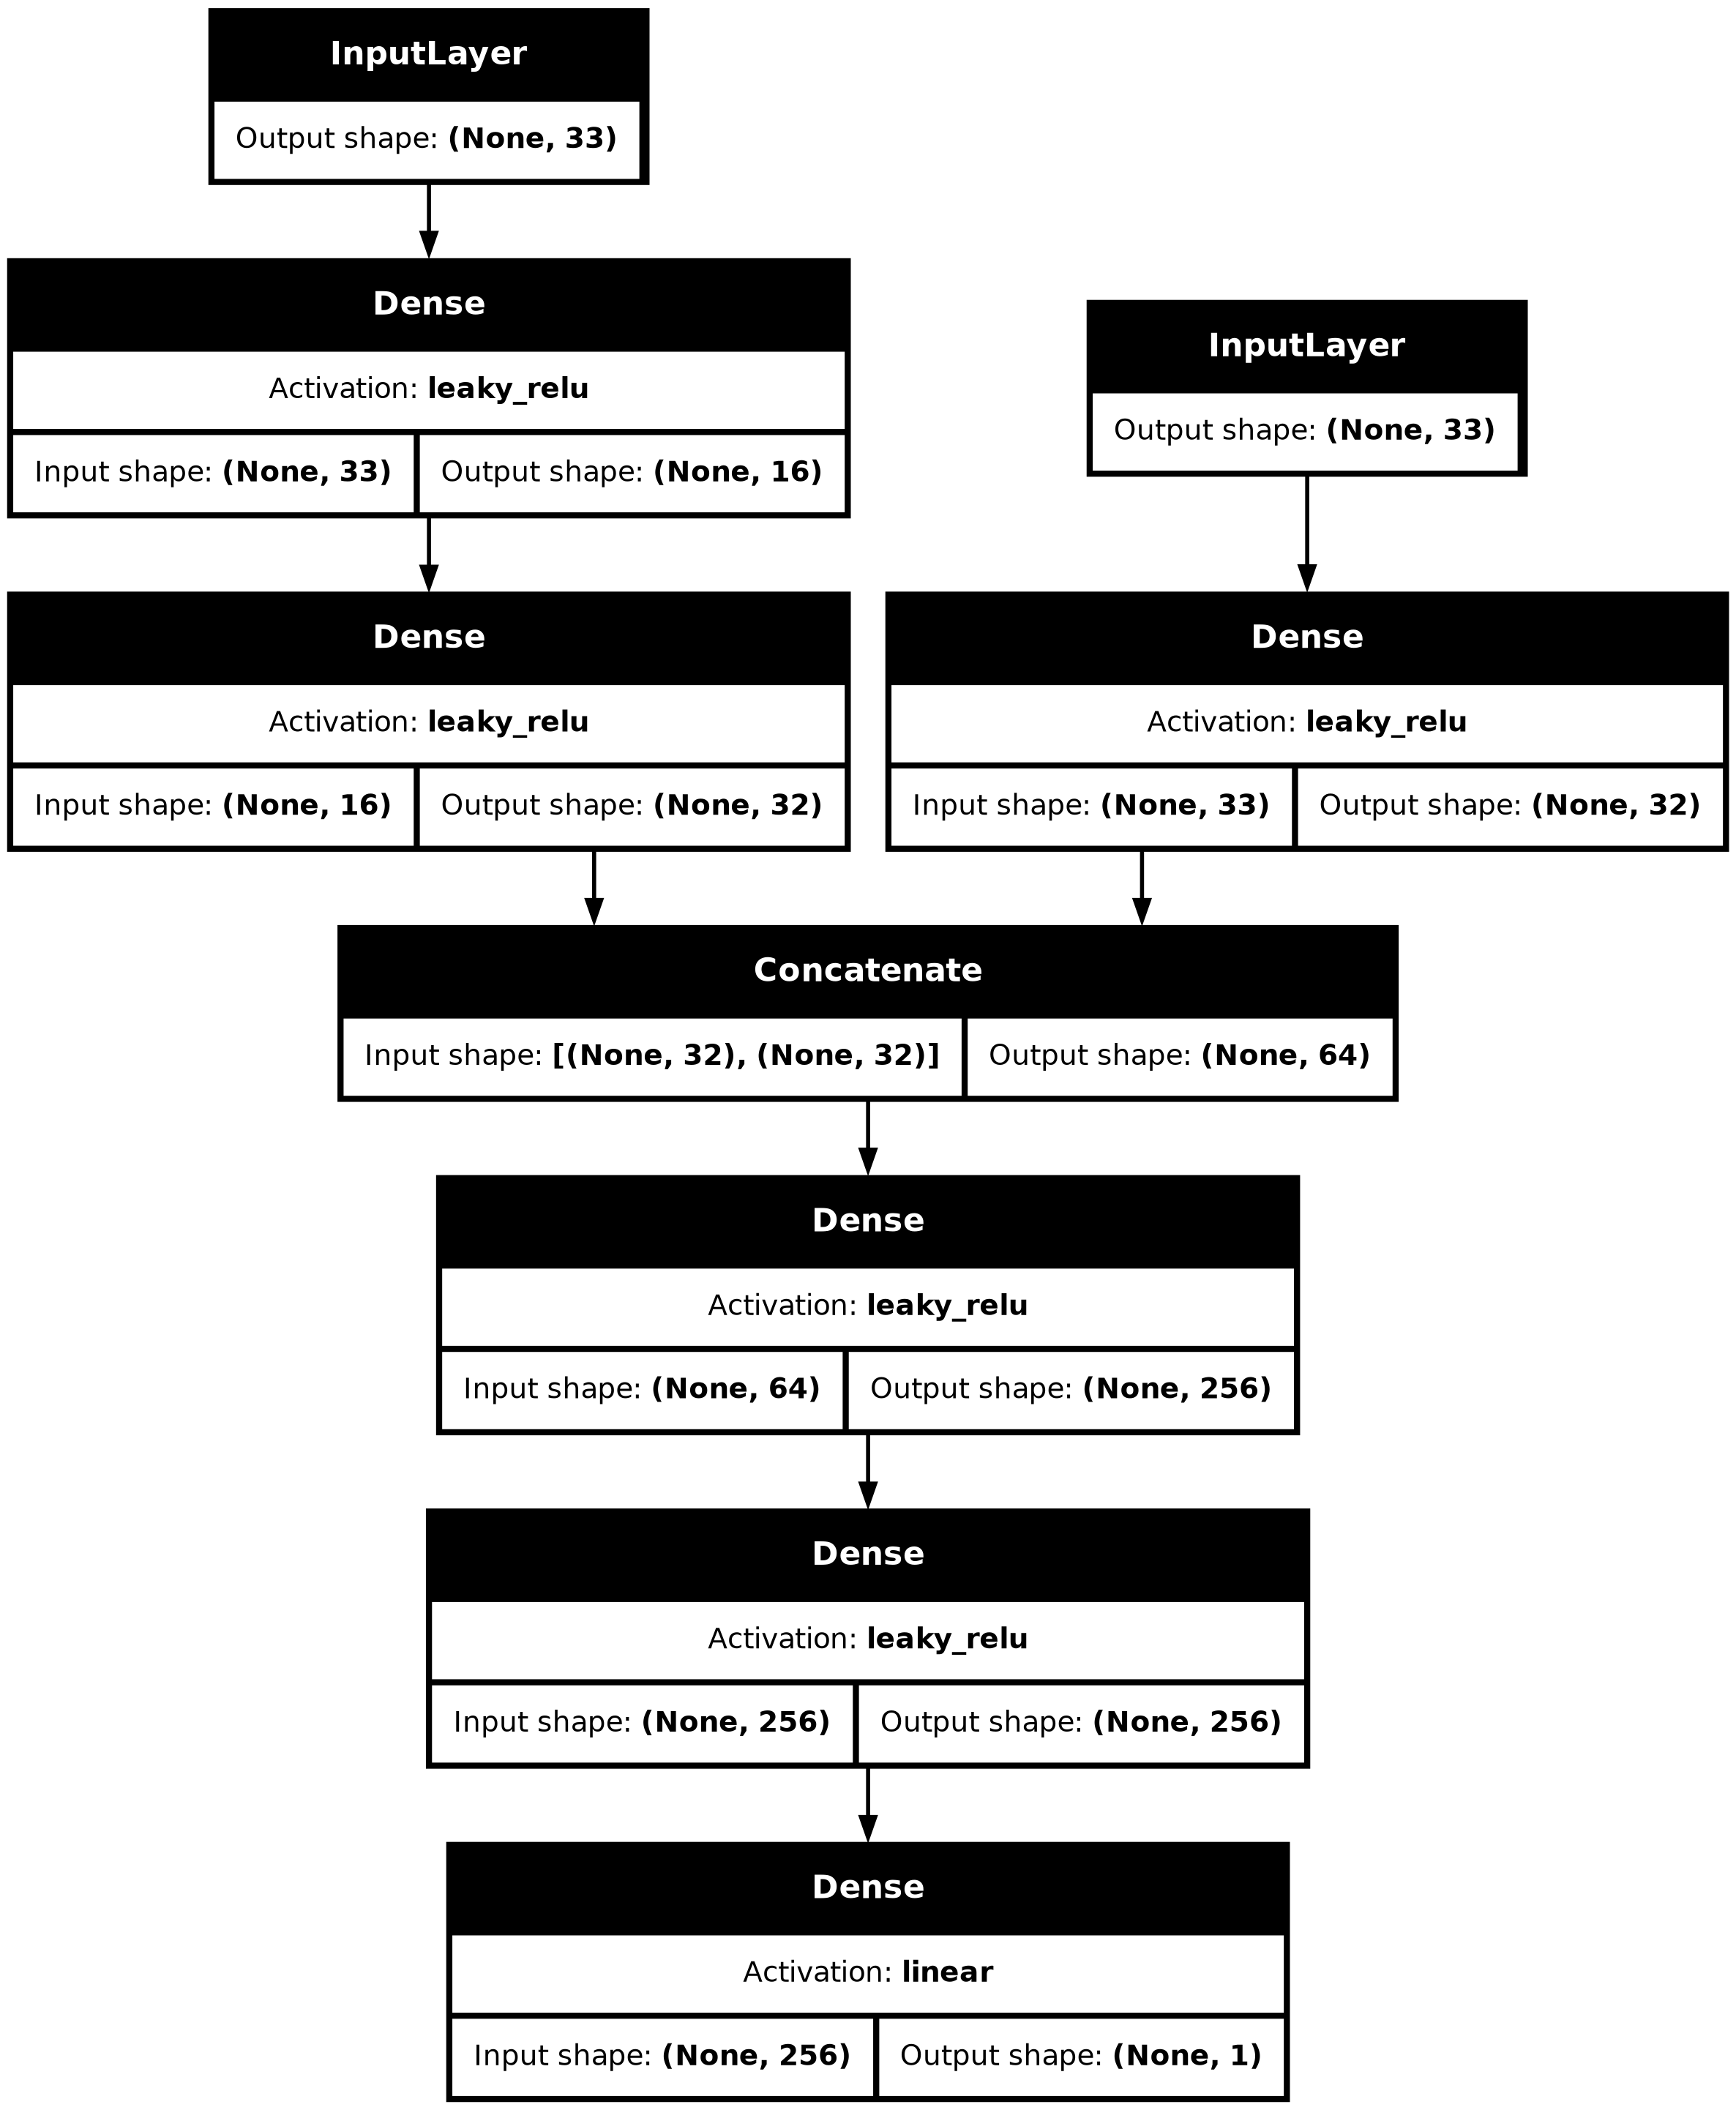 InputLayer
Output shape: (None, 33)
Dense
Activation: leaky_relu
Input shape: (None, 33) Output shape: (None, 16)
InputLayer
Output shape: (None, 33)
Dense
Activation: leaky_relu
Input shape: (None, 16) Output shape: (None, 32)
Dense
Activation: leaky_relu
Input shape: (None, 33) Output shape: (None, 32)
Concatenate
Input shape: [(None, 32), (None, 32)] Output shape: (None, 64)
Dense
Activation: leaky_relu
Input shape: (None, 64) Output shape: (None, 256)
Dense
Activation: leaky_relu
Input shape: (None, 256) Output shape: (None, 256)
Dense
Activation: linear
Input shape: (None, 256) Output shape: (None, 1)